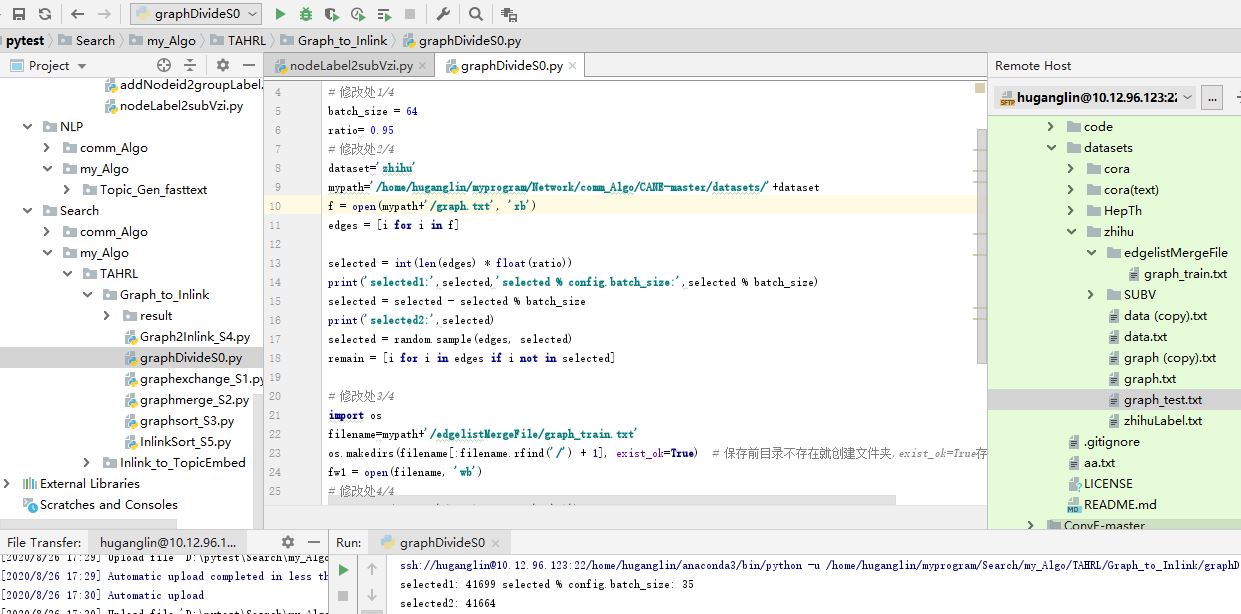 graphDivideS0
pytest Search my_Algo TAHRL Graph_to_Inlink graphDivideS0.py
Project
nodeLabel2subVzi.py
graphDivideS0.py
Remote Host
addNodeid2groupLabel.
nodeLabel2subVzi.py
NLP
comm_Algo
my_Algo
Topic_Gen_fasttext
Search
comm_Algo
my_Algo
TAHRL
Graph_to_Inlink
result
Graph2Inlink_S4.py
graphDivideS0.py
graphexchange_S1.py
graphmerge_S2.py
graphsort_S3.py
InlinkSort_S5.py
Inlink_to_TopicEmbed
External Libraries
Scratches and Consoles
4 # 修改处1/4
5 batch_size = 64
6 ratio= 0.95
7 # 修改处2/4
8 dataset='zhihu'
9 mypath='/home/huganglin/myprogram/Network/comm_Algo/CANE-master/datasets/'+dataset
10 f = open(mypath+'/graph.txt', 'rb')
11 edges = [i for i in f]
12
13 selected = int(len(edges) * float(ratio))
14 print('selected1:',selected,'selected % config.batch_size:',selected % batch_size)
15 selected = selected - selected % batch_size
16 print('selected2:',selected)
17 selected = random.sample(edges, selected)
18 remain = [i for i in edges if i not in selected]
19
20 # 修改处3/4
21 import os
22 filename=mypath+'/edgelistMergeFile/graph_train.txt'
23 os.makedirs(filename[:filename.rfind('/') + 1], exist_ok=True) # 保存前目录不存在就创建文件夹,exist_ok=True存
24 fw1 = open(filename, 'wb')
25 # 修改处4/4
huganglin@10.12.96.123:22
...
code
datasets
cora
cora(text)
HepTh
zhihu
edgelistMergeFile
graph_train.txt
SUBV
data (copy).txt
data.txt
graph (copy).txt
graph.txt
graph_test.txt
zhihuLabel.txt
.gitignore
aa.txt
LICENSE
README.md
ConvE-master
File Transfer: huganglin@10.12.96.1...
[2020/8/26 17:29] Upload file 'D:\pytest\Search\my_Algo
[2020/8/26 17:29] Automatic upload completed in less th
[2020/8/26 17:30] Automatic upload
[2020/8/26 17:30] Upload file 'D:\pytest\Search\my_Algo
Run: graphDivideS0
ssh://huganglin@10.12.96.123:22/home/huganglin/anaconda3/bin/python -u /home/huganglin/myprogram/Search/my_Algo/TAHRL/Graph_to_Inlink/graphD
selected1: 41699 selected % config.batch_size: 35
selected2: 41664